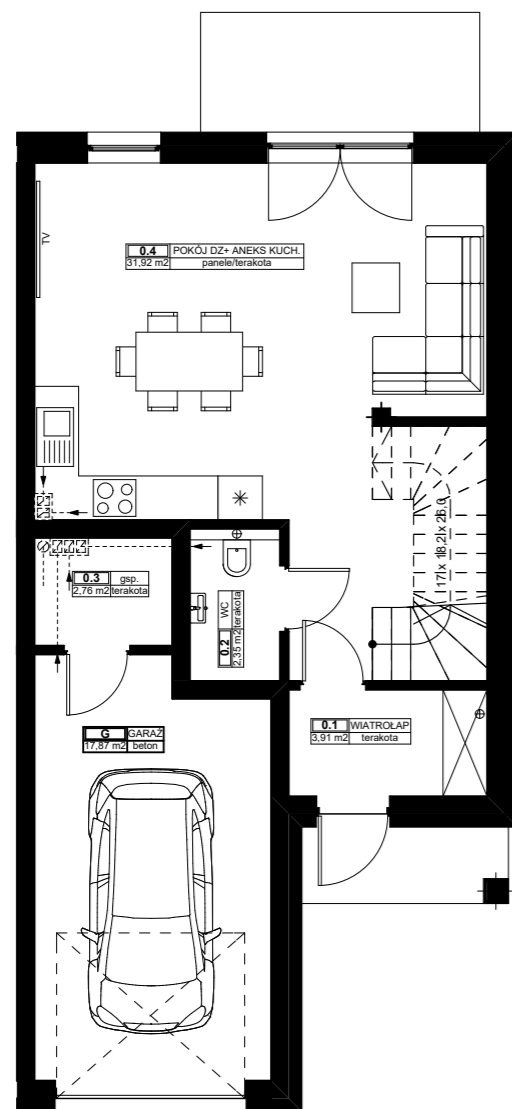 TV
0.4 POKÓJ DZ+ ANEKS KUCH.
31,92 m2 panele/terakota
17 x 18,2 x 26,0
0.3 gsp.
2,76 m2 terakota
0.2 WC
2,35 m2 terakota
0.1 WIATROŁAP
3,91 m2 terakota
G GARAŻ
17,87 m2 beton